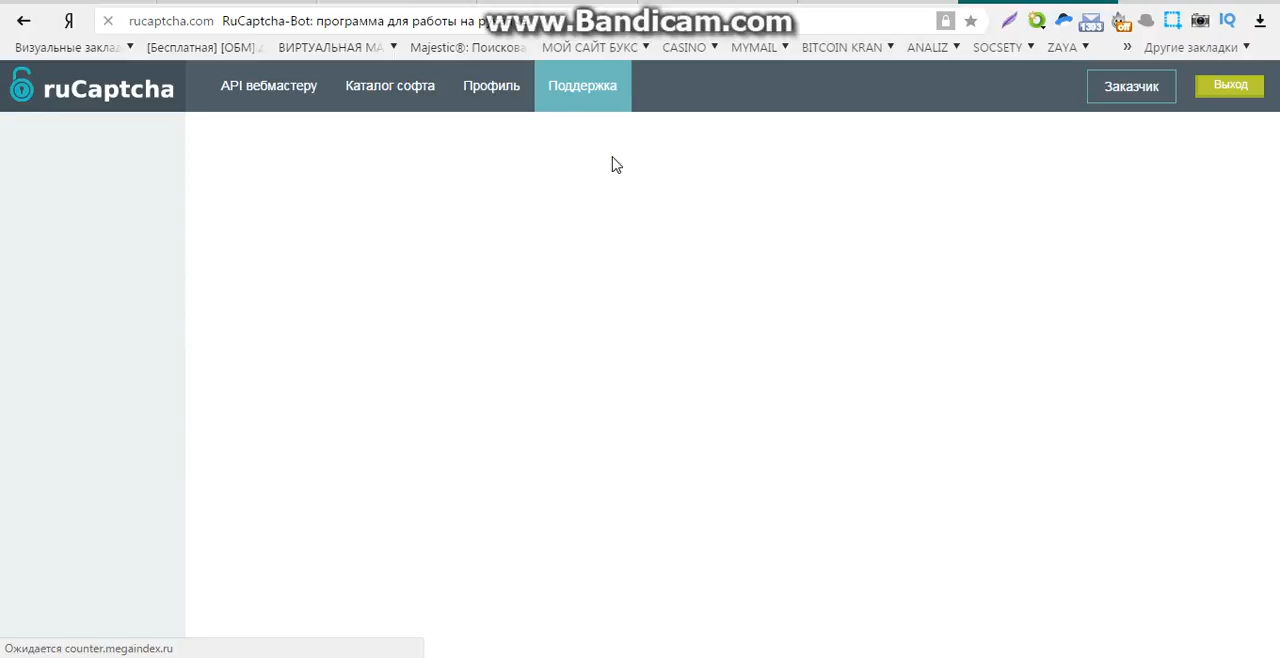 www.Bandicam.com
Я rucaptcha.com RuCaptcha-Bot: программа для работы на
Визуальные заклад [Бесплатная] [ОБМ] ВИРТУАЛЬНАЯ МА Majestic®: Поискова МОЙ САЙТ БУКС CASINO MYMAIL BITCOIN KRAN ANALIZ SOCSETY ZAYA » Другие закладки
ruCaptcha API вебмастеру Каталог софта Профиль Поддержка Заказчик Выход
Ожидается counter.megaindex.ru